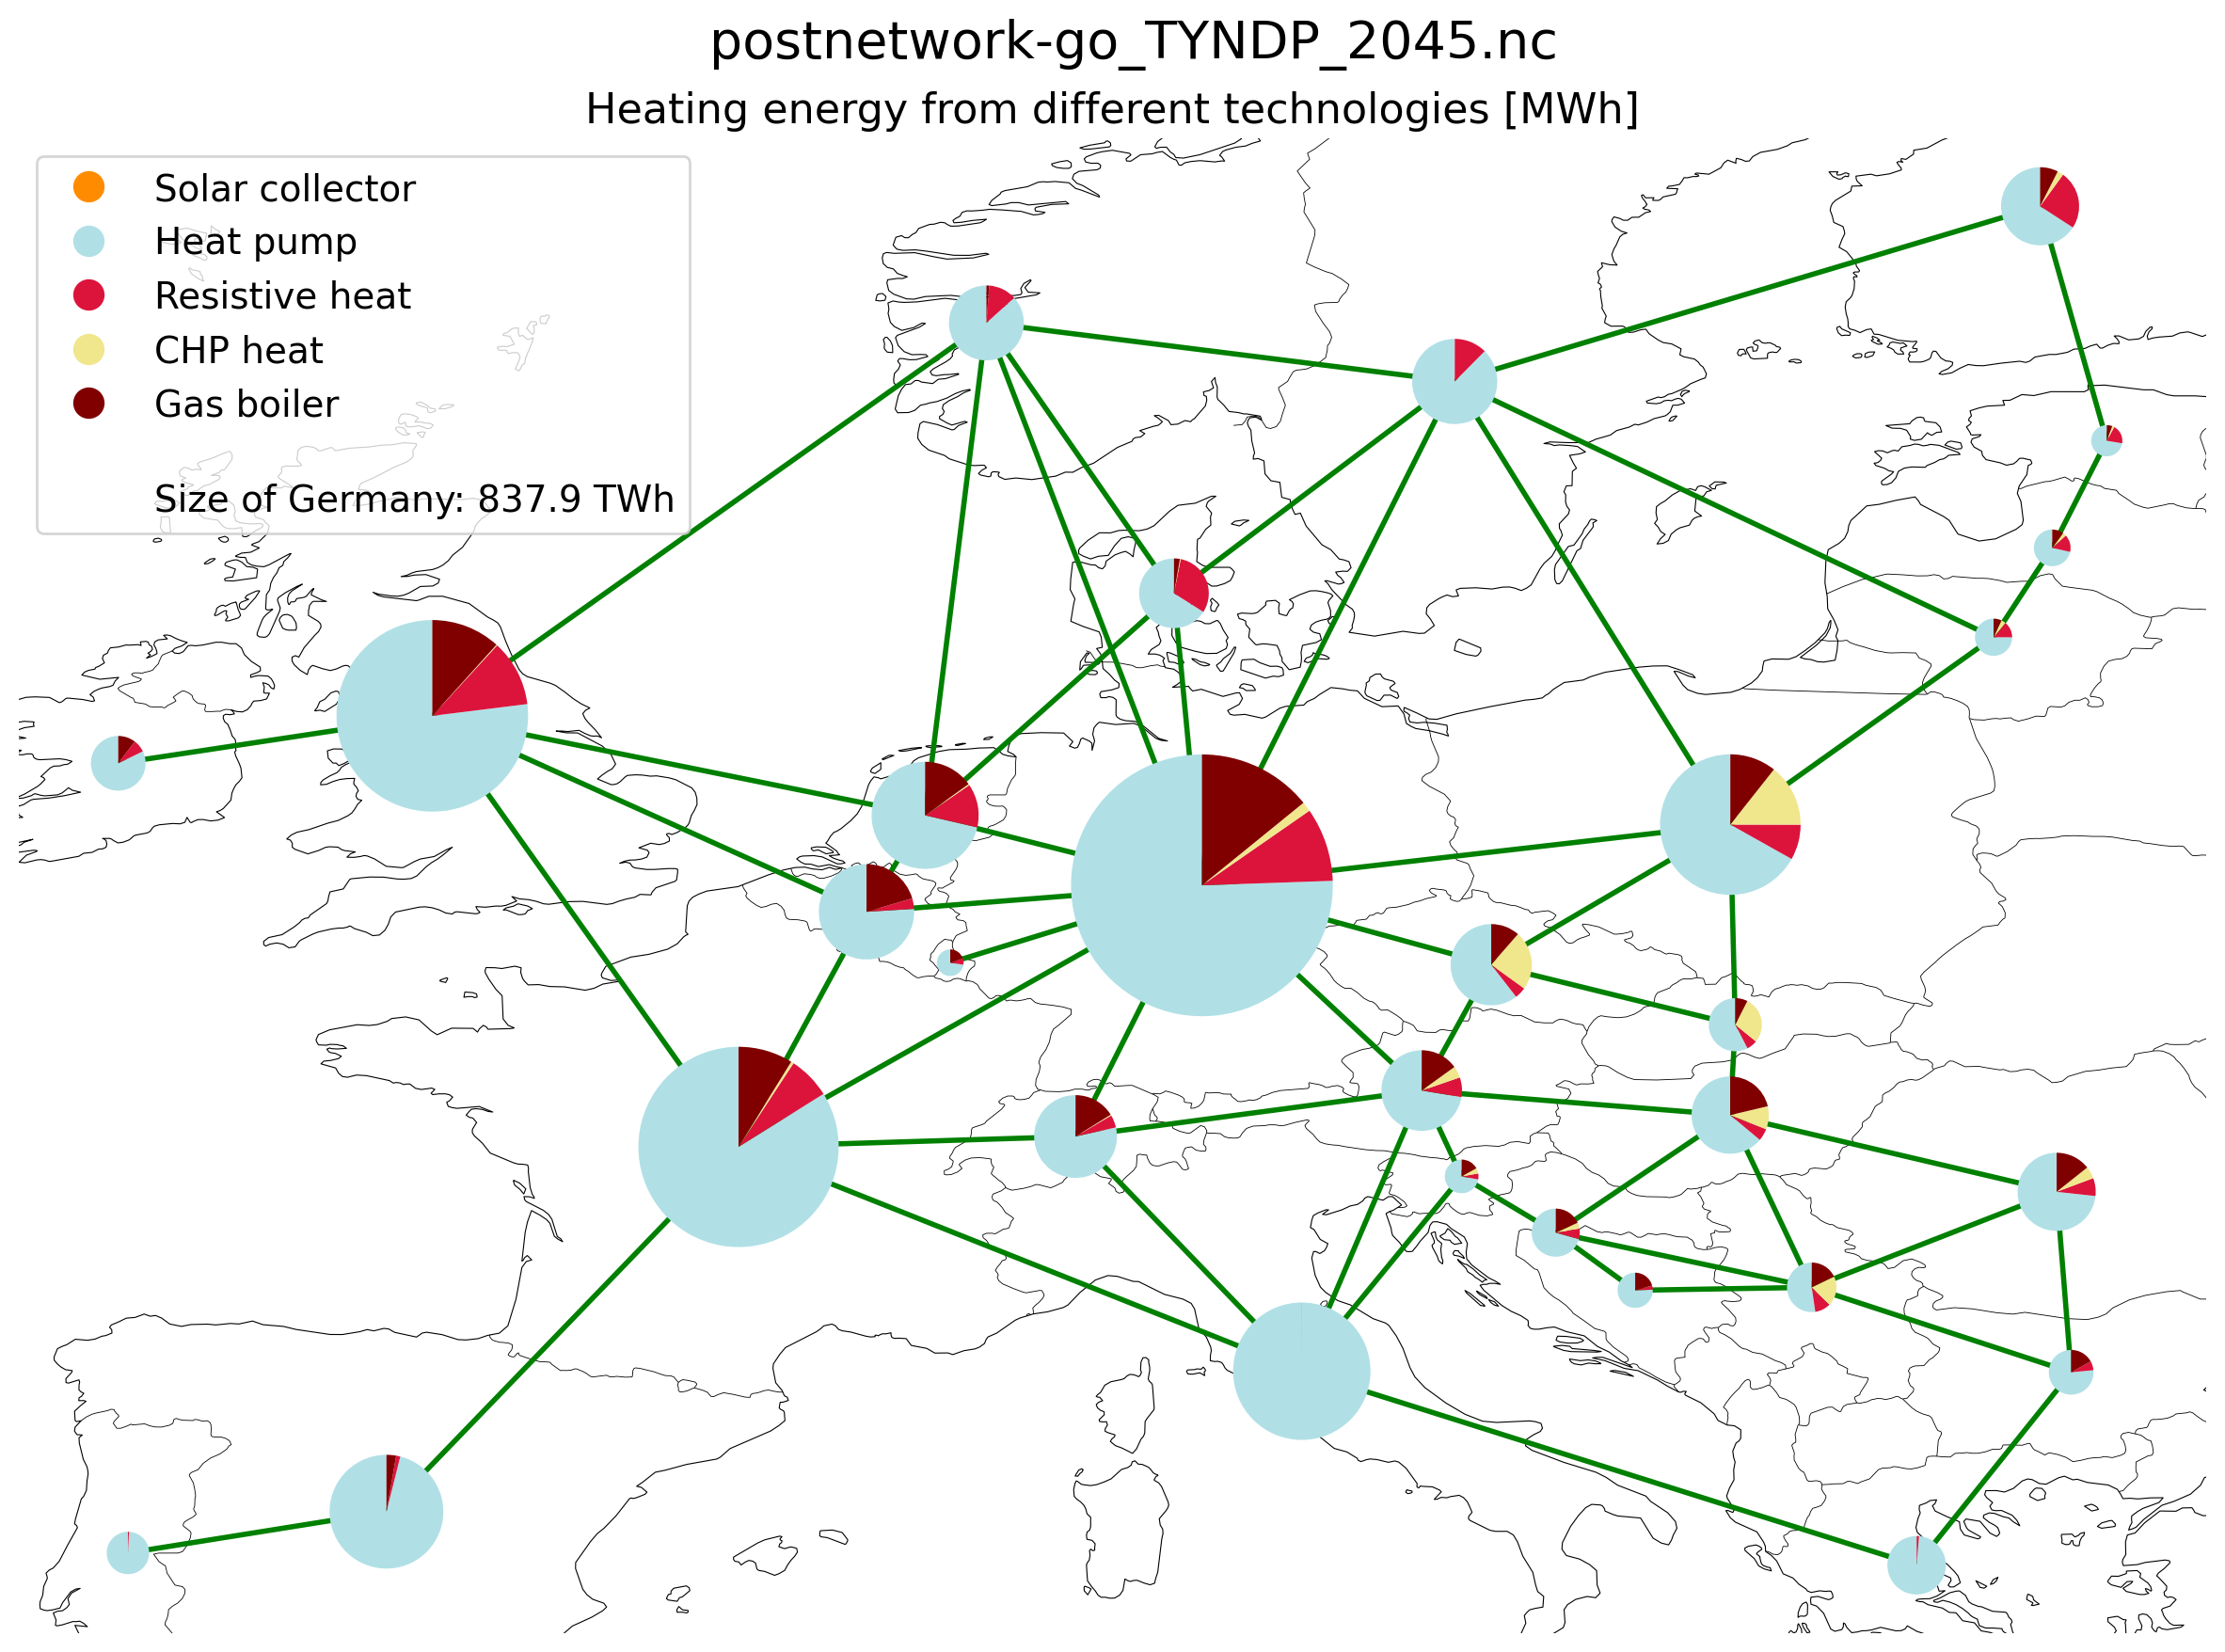 postnetwork-go_TYNDP_2045.nc
Heating energy from different technologies [MWh]
Solar collector
Heat pump
Resistive heat
CHP heat
Gas boiler
Size of Germany: 837.9 TWh